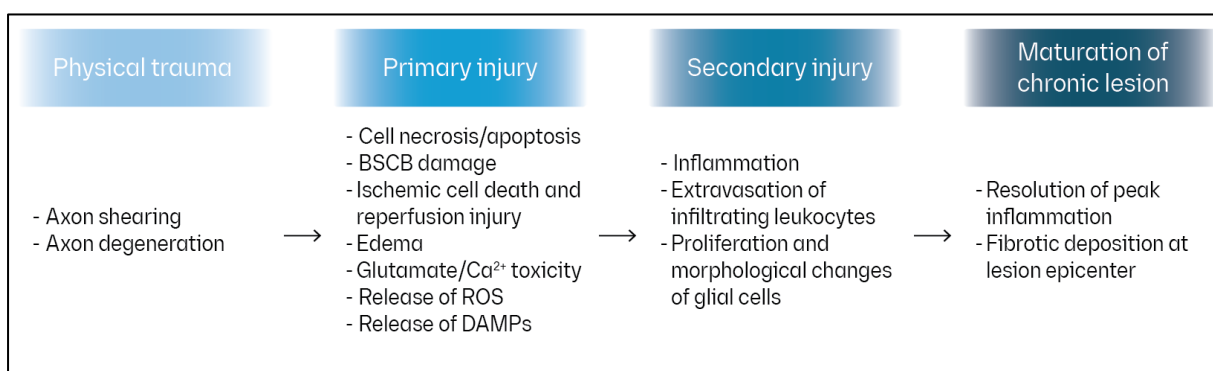 Physical trauma
- Axon shearing
- Axon degeneration
→
Primary injury
- Cell necrosis/apoptosis
- BSCB damage
- Ischemic cell death and
reperfusion injury
- Edema
- Glutamate/Ca²⁺ toxicity
- Release of ROS
- Release of DAMPs
→
Secondary injury
- Inflammation
- Extravasation of
infiltrating leukocytes
- Proliferation and
morphological changes
of glial cells
→
Maturation of
chronic lesion
- Resolution of peak
inflammation
- Fibrotic deposition at
lesion epicenter